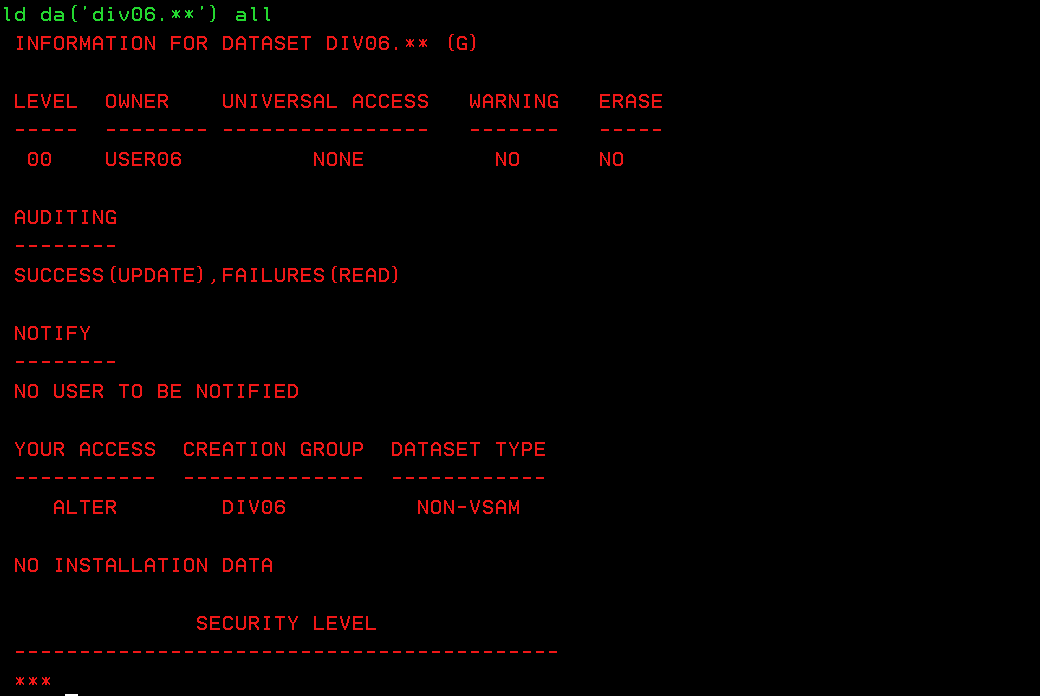 ld da('div06.**') all
INFORMATION FOR DATASET DIV06.** (G)
LEVEL  OWNER    UNIVERSAL ACCESS   WARNING   ERASE
-----  -------- ----------------   -------   -----
 00    USER06          NONE          NO      NO
AUDITING
--------
SUCCESS(UPDATE),FAILURES(READ)
NOTIFY
--------
NO USER TO BE NOTIFIED
YOUR ACCESS  CREATION GROUP  DATASET TYPE
-----------  --------------  ------------
   ALTER        DIV06          NON-VSAM
NO INSTALLATION DATA
              SECURITY LEVEL
------------------------------------------
***